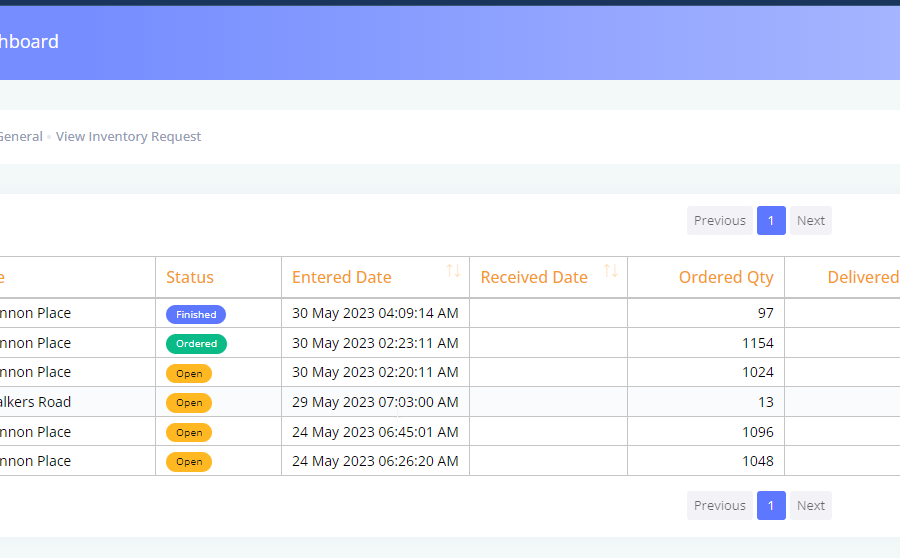 hboard
General • View Inventory Request
Previous 1 Next
e Status Entered Date Received Date Ordered Qty Delivered
nnon Place Finished 30 May 2023 04:09:14 AM 97
nnon Place Ordered 30 May 2023 02:23:11 AM 1154
nnon Place Open 30 May 2023 02:20:11 AM 1024
alkers Road Open 29 May 2023 07:03:00 AM 13
nnon Place Open 24 May 2023 06:45:01 AM 1096
nnon Place Open 24 May 2023 06:26:20 AM 1048
Previous 1 Next